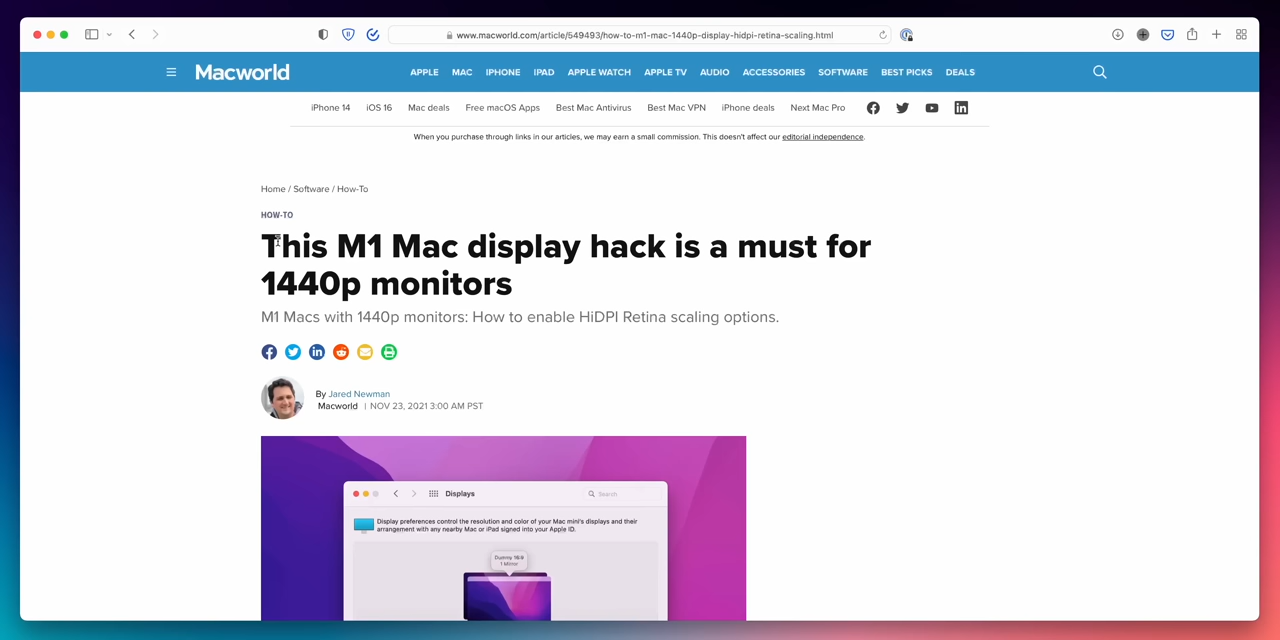 www.macworld.com/article/549493/how-to-m1-mac-1440p-display-hidpi-retina-scaling.html
Macworld
APPLE MAC IPHONE IPAD APPLE WATCH APPLE TV AUDIO ACCESSORIES SOFTWARE BEST PICKS DEALS
iPhone 14 iOS 16 Mac deals Free macOS Apps Best Mac Antivirus Best Mac VPN iPhone deals Next Mac Pro
When you purchase through links in our articles, we may earn a small commission. This doesn't affect our editorial independence.
Home / Software / How-To
HOW-TO
This M1 Mac display hack is a must for
1440p monitors
M1 Macs with 1440p monitors: How to enable HiDPI Retina scaling options.
By Jared Newman
Macworld | NOV 23, 2021 3:00 AM PST
Displays
Search
Display preferences control the resolution and color of your Mac mini's displays and their
arrangement with any nearby Mac or iPad signed into your Apple ID.
Dummy 16:9
1 Mirror